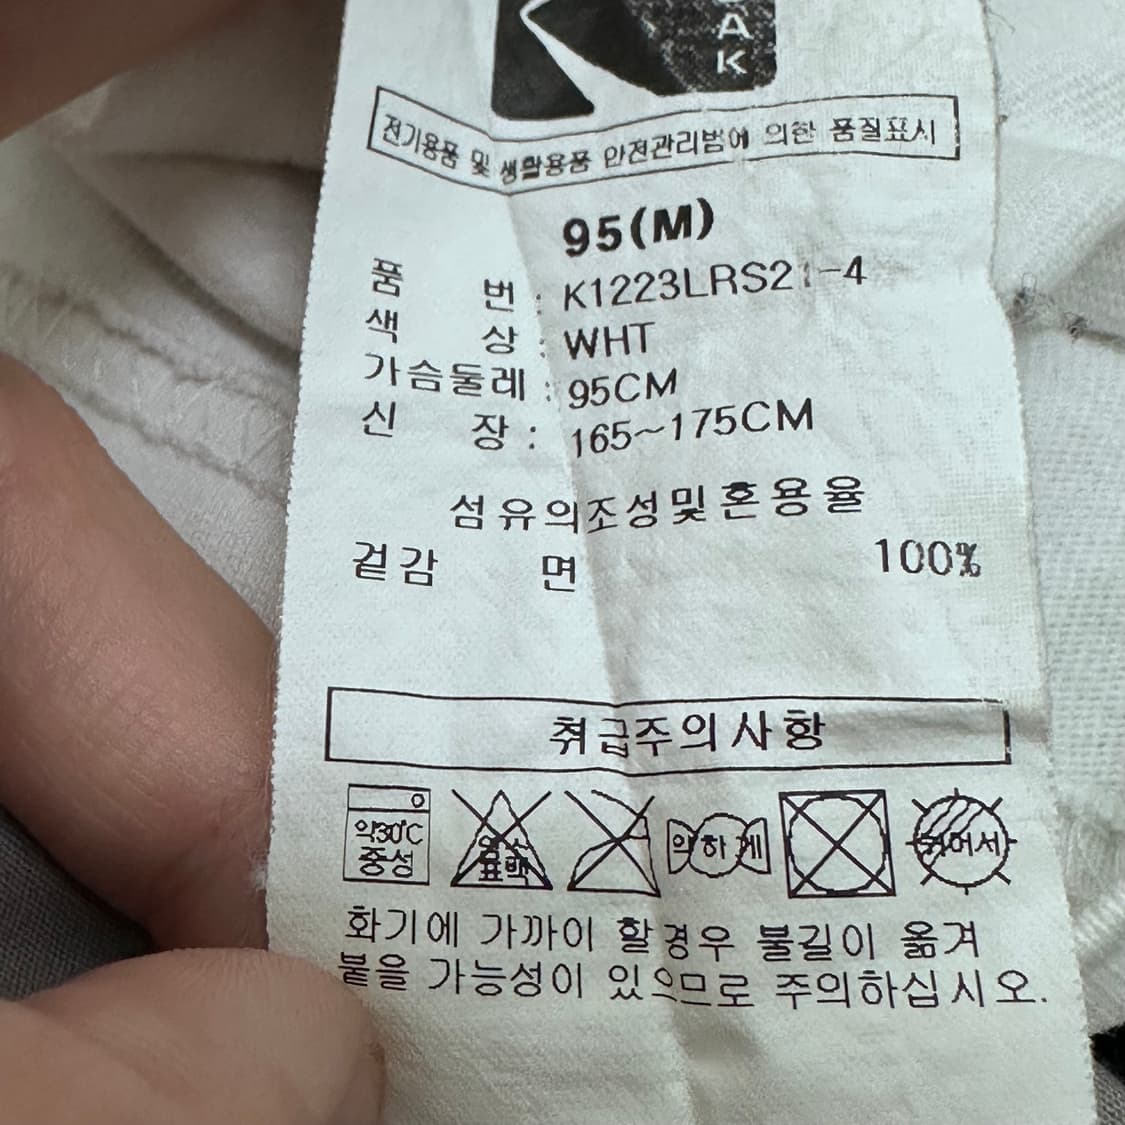 A
K
전기용품 및 생활용품 안전관리법에 의한 품질표시
95(M)
품 번 : K1223LRS21-4
색 상 : WHT
가슴둘레 : 95CM
신 장 : 165~175CM
섬유의조성및혼용율
겉감 면 100%
취급주의사항
약30℃
중성
염소
표백
약하게
뉘어서
화기에 가까이 할경우 불길이 옮겨
붙을 가능성이 있으므로 주의하십시오.